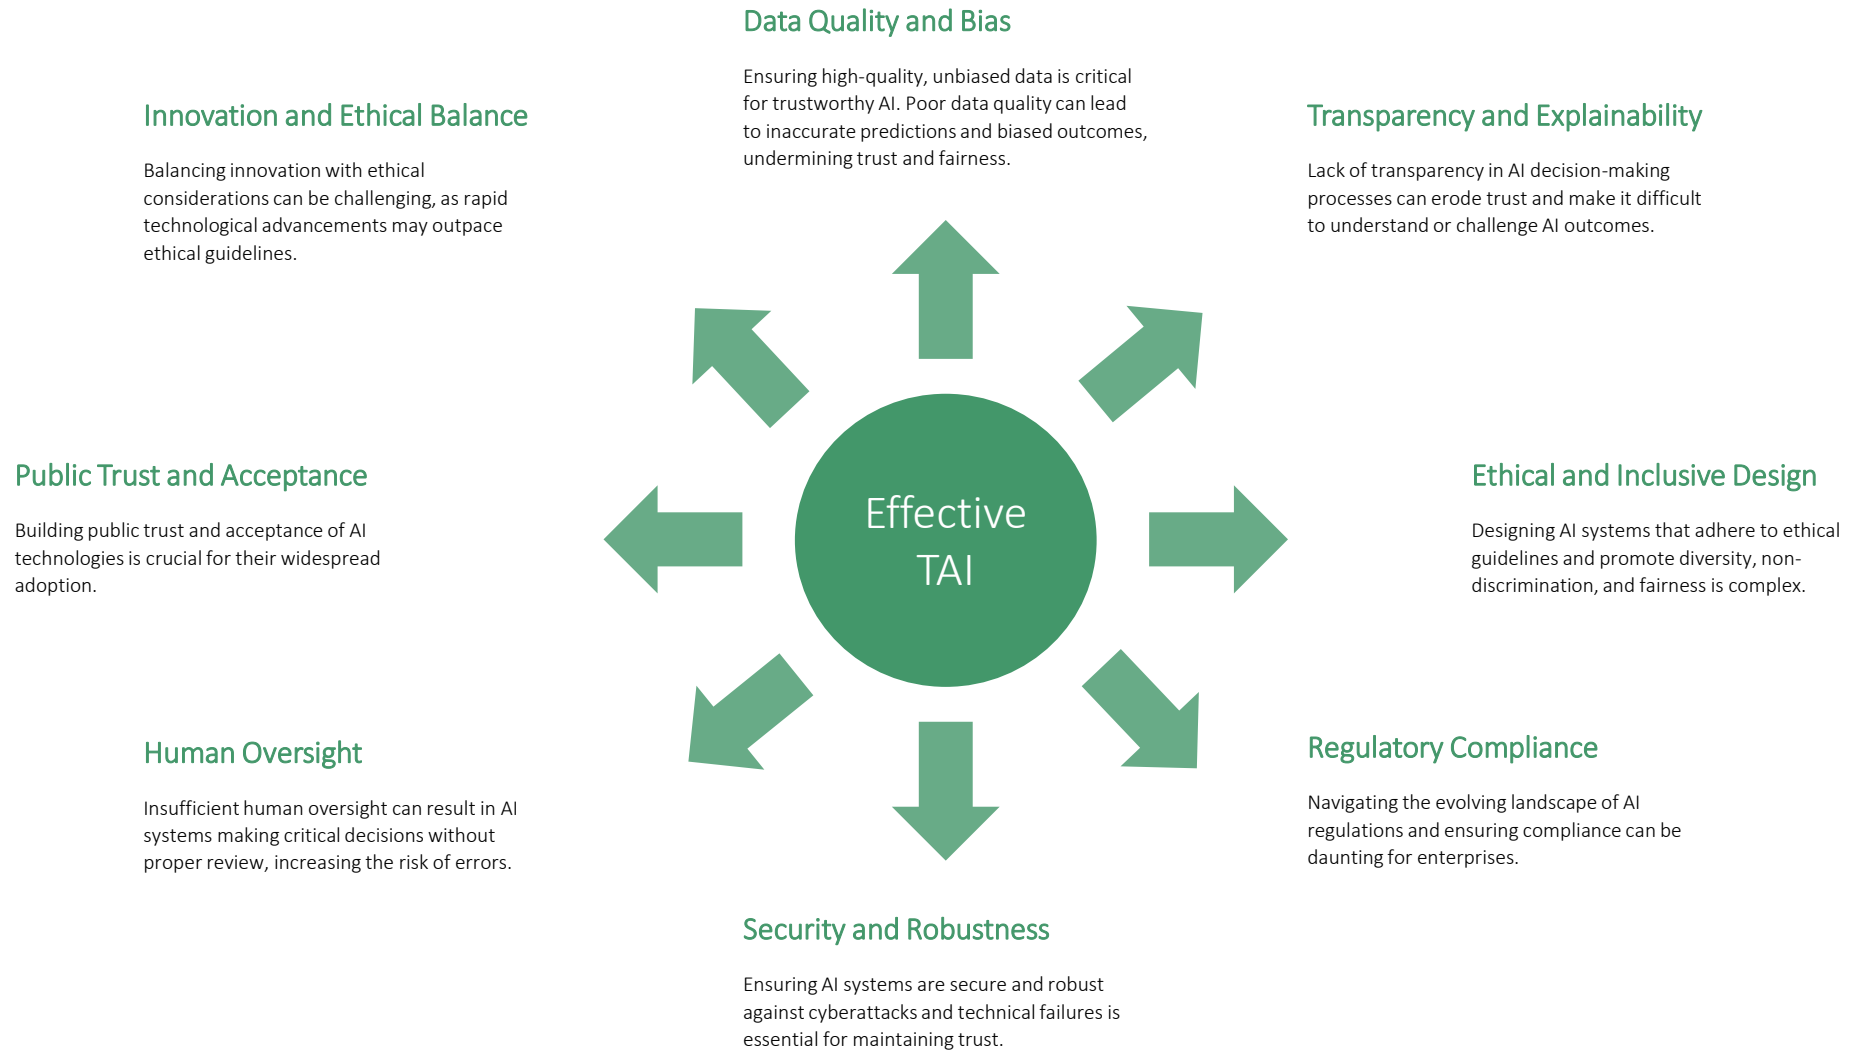 Data Quality and Bias
Ensuring high-quality, unbiased data is critical
for trustworthy AI. Poor data quality can lead
to inaccurate predictions and biased outcomes,
undermining trust and fairness.
Innovation and Ethical Balance
Balancing innovation with ethical
considerations can be challenging, as rapid
technological advancements may outpace
ethical guidelines.
Transparency and Explainability
Lack of transparency in AI decision-making
processes can erode trust and make it difficult
to understand or challenge AI outcomes.
Public Trust and Acceptance
Building public trust and acceptance of AI
technologies is crucial for their widespread
adoption.
Effective
TAI
Ethical and Inclusive Design
Designing AI systems that adhere to ethical
guidelines and promote diversity, non-
discrimination, and fairness is complex.
Human Oversight
Insufficient human oversight can result in AI
systems making critical decisions without
proper review, increasing the risk of errors.
Regulatory Compliance
Navigating the evolving landscape of AI
regulations and ensuring compliance can be
daunting for enterprises.
Security and Robustness
Ensuring AI systems are secure and robust
against cyberattacks and technical failures is
essential for maintaining trust.